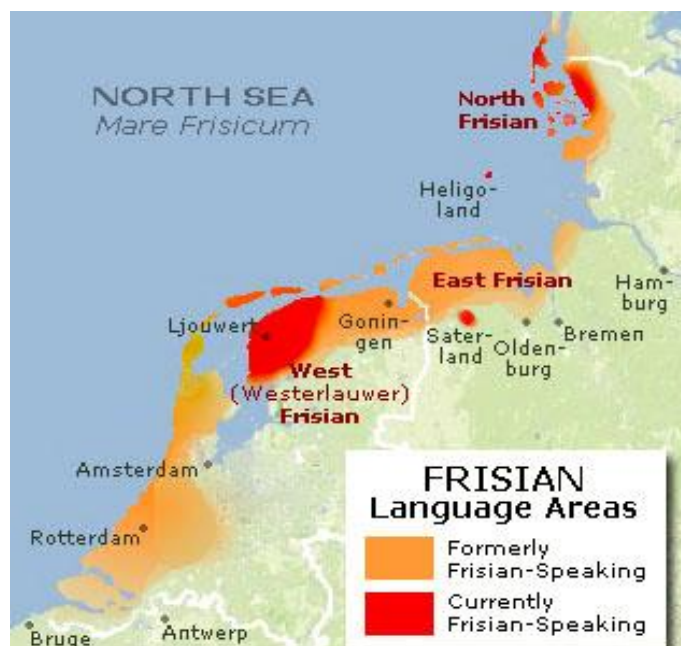 NORTH SEA
Mare Frisicum
North
Frisian
Heligo-
land
East Frisian
Ham-
burg
Ljouwert
Gonin-
gen
Sater-
land
Olden-
burg
Bremen
West
(Westerlauwer)
Frisian
Amsterdam
Rotterdam
Bruge
Antwerp
FRISIAN
Language Areas
Formerly
Frisian-Speaking
Currently
Frisian-Speaking